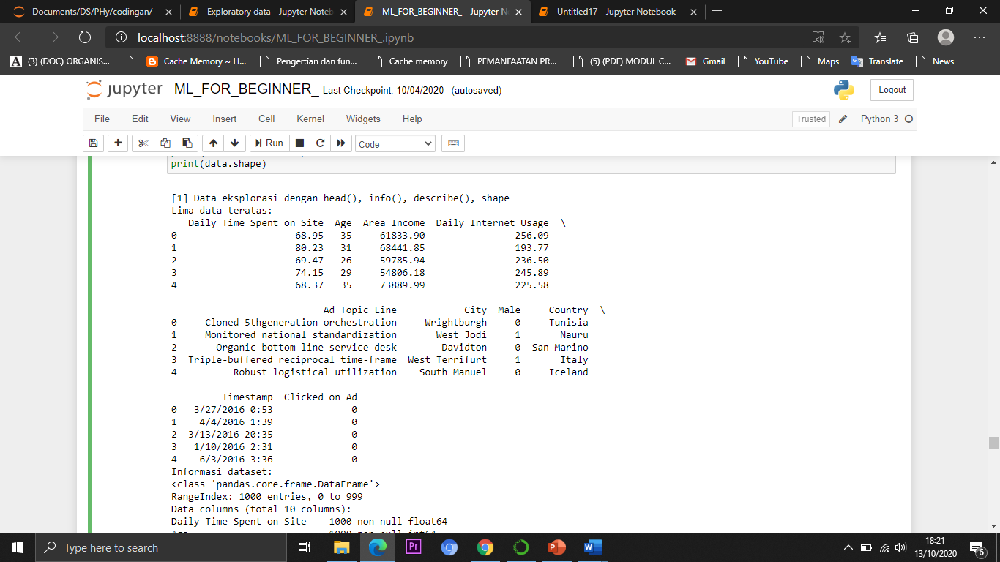 Documents/DS/PHy/codingan/
Exploratory data - Jupyter Noteb
ML_FOR_BEGINNER_ - Jupyter N
Untitled17 - Jupyter Notebook
localhost:8888/notebooks/ML_FOR_BEGINNER_.ipynb
(3) (DOC) ORGANIS... Cache Memory ~ H... Pengertian dan fun... Cache memory PEMANFAATAN PR... (5) (PDF) MODUL C... Gmail YouTube Maps Translate News
jupyter ML_FOR_BEGINNER_ Last Checkpoint: 10/04/2020 (autosaved) Logout
File Edit View Insert Cell Kernel Widgets Help Trusted Python 3
Run Code
print(data.shape)
[1] Data eksplorasi dengan head(), info(), describe(), shape
Lima data teratas:
Daily Time Spent on Site Age Area Income Daily Internet Usage \
0 68.95 35 61833.90 256.09
1 80.23 31 68441.85 193.77
2 69.47 26 59785.94 236.50
3 74.15 29 54806.18 245.89
4 68.37 35 73889.99 225.58
Ad Topic Line City Male Country \
0 Cloned 5thgeneration orchestration Wrightburgh 0 Tunisia
1 Monitored national standardization West Jodi 1 Nauru
2 Organic bottom-line service-desk Davidton 0 San Marino
3 Triple-buffered reciprocal time-frame West Terrifurt 1 Italy
4 Robust logistical utilization South Manuel 0 Iceland
Timestamp Clicked on Ad
0 3/27/2016 0:53 0
1 4/4/2016 1:39 0
2 3/13/2016 20:35 0
3 1/10/2016 2:31 0
4 6/3/2016 3:36 0
Informasi dataset:
<class 'pandas.core.frame.DataFrame'>
RangeIndex: 1000 entries, 0 to 999
Data columns (total 10 columns):
Daily Time Spent on Site 1000 non-null float64
Type here to search
Pr
18:21
13/10/2020
6